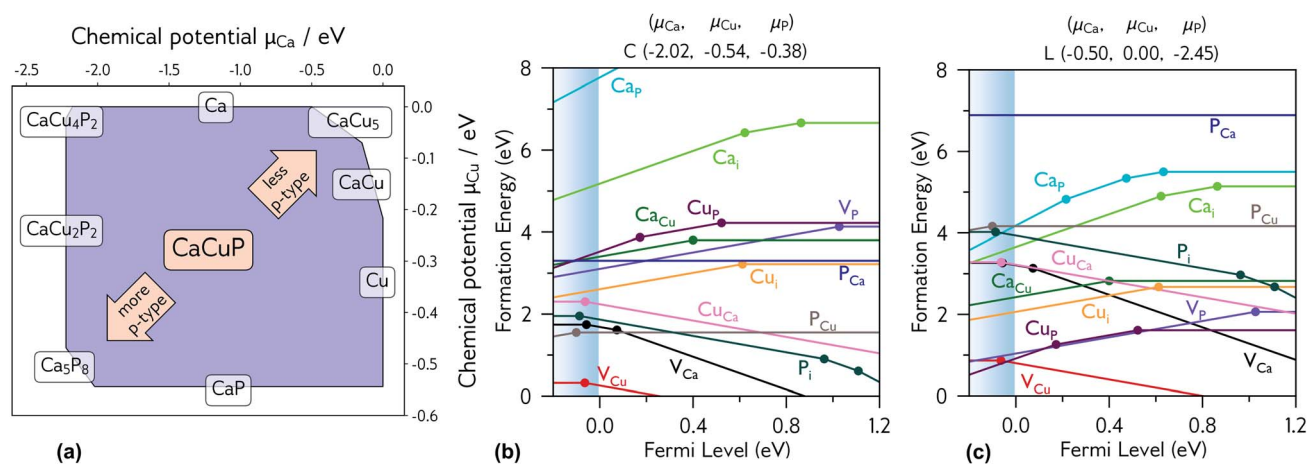 Chemical potential μCa / eV
-2.5 -2.0 -1.5 -1.0 -0.5 0.0
Ca
CaCu4P2
CaCu5
less
p-type
CaCu
CaCu2P2
CaCuP
Cu
more
p-type
Ca5P8
CaP
0.0
-0.1
-0.2
-0.3
-0.4
-0.5
-0.6
Chemical potential μCu / eV
(a)
(μCa, μCu, μP)
C (-2.02, -0.54, -0.38)
Formation Energy (eV)
8
6
4
2
0
CaP
Cai
CaCu
CuP
VP
PCa
Cui
CuCa
PCu
VCu
VCa
Pi
0.0 0.4 0.8 1.2
Fermi Level (eV)
(b)
(μCa, μCu, μP)
L (-0.50, 0.00, -2.45)
Formation Energy (eV)
8
6
4
2
0
PCa
CaP
Cai
PCu
Pi
CuCa
CaCu
Cui
VP
CuP
VCa
VCu
0.0 0.4 0.8 1.2
Fermi Level (eV)
(c)